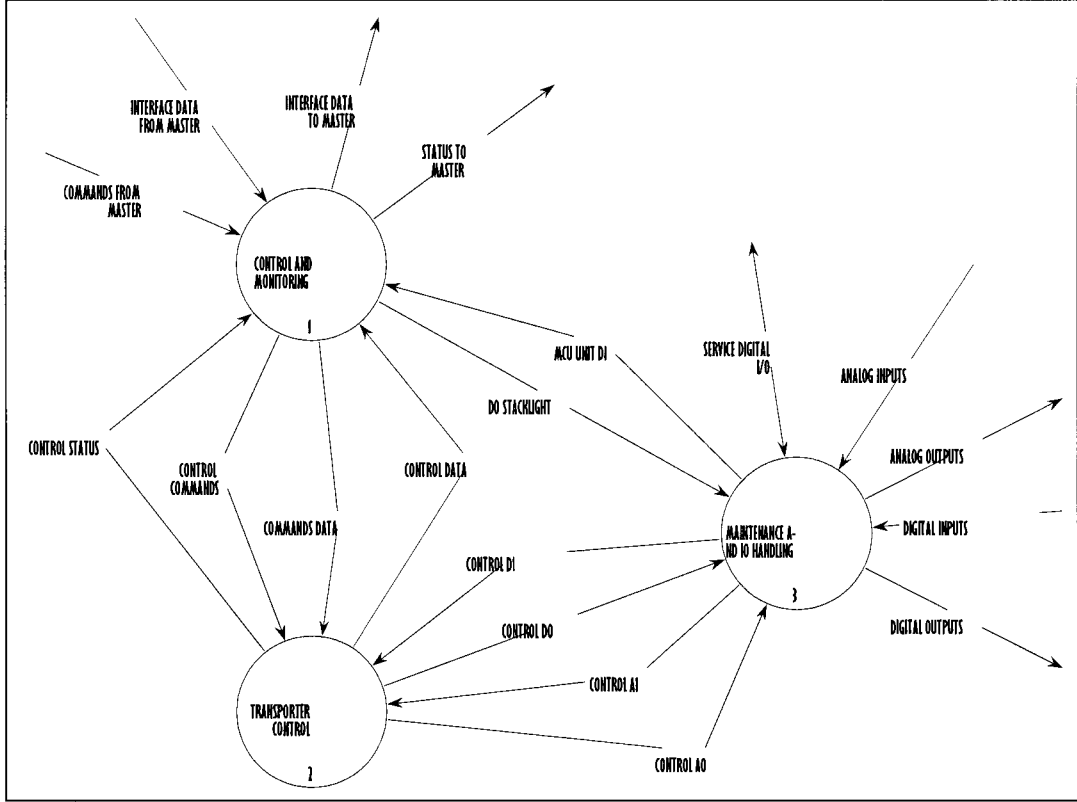 INTERFACE DATA
FROM MASTER
INTERFACE DATA
TO MASTER
STATUS TO
MASTER
COMMANDS FROM
MASTER
CONTROL AND
MONITORING
1
MCU UNIT DI
SERVICE DIGITAL
I/O
ANALOG INPUTS
DO STACKLIGHT
CONTROL STATUS
CONTROL
COMMANDS
CONTROL DATA
ANALOG OUTPUTS
COMMANDS DATA
MAINTENANCE A-
ND IO HANDLING
3
DIGITAL INPUTS
CONTROL DI
CONTROL DO
DIGITAL OUTPUTS
CONTROL AI
TRANSPORTER
CONTROL
2
CONTROL AO